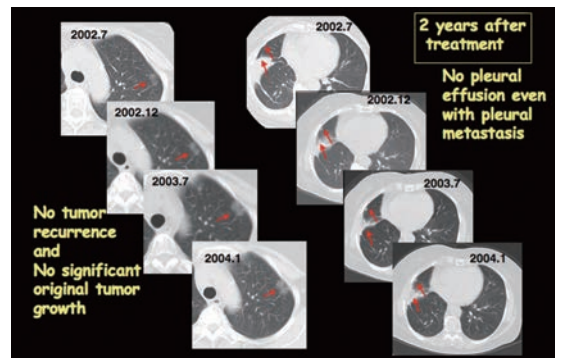 2002.7
2002.12
2003.7
2004.1
2002.7
2002.12
2003.7
2004.1
2 years after
treatment
No pleural
effusion even
with pleural
metastasis
No tumor
recurrence
and
No significant
original tumor
growth